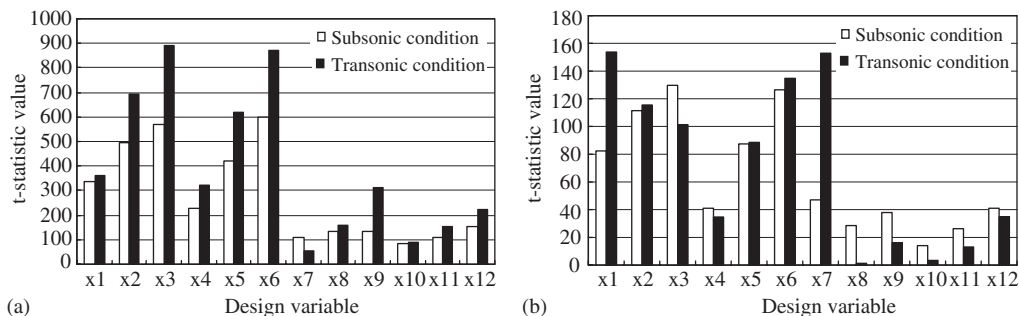 1000
900
800
700
600
500
400
300
200
100
0
t-statistic value
Subsonic condition
Transonic condition
x1 x2 x3 x4 x5 x6 x7 x8 x9 x10 x11 x12
Design variable
(a)
180
160
140
120
100
80
60
40
20
0
t-statistic value
Subsonic condition
Transonic condition
x1 x2 x3 x4 x5 x6 x7 x8 x9 x10 x11 x12
Design variable
(b)